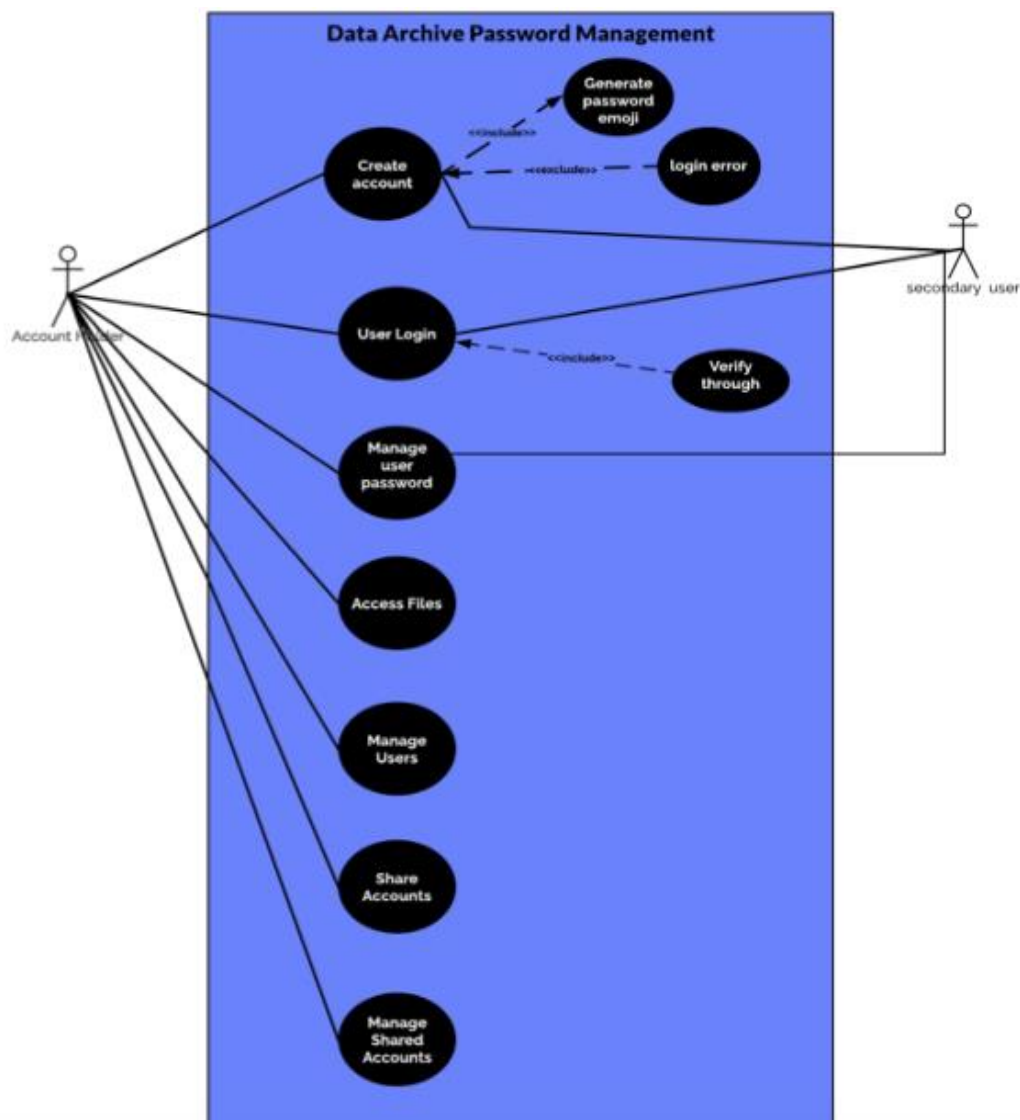 Data Archive Password Management
Generate
password
emoji
<<include>>
Create
account
<<exclude>>
login error
Account Holder
secondary user
User Login
<<include>>
Verify
through
Manage
user
password
Access Files
Manage
Users
Share
Accounts
Manage
Shared
Accounts